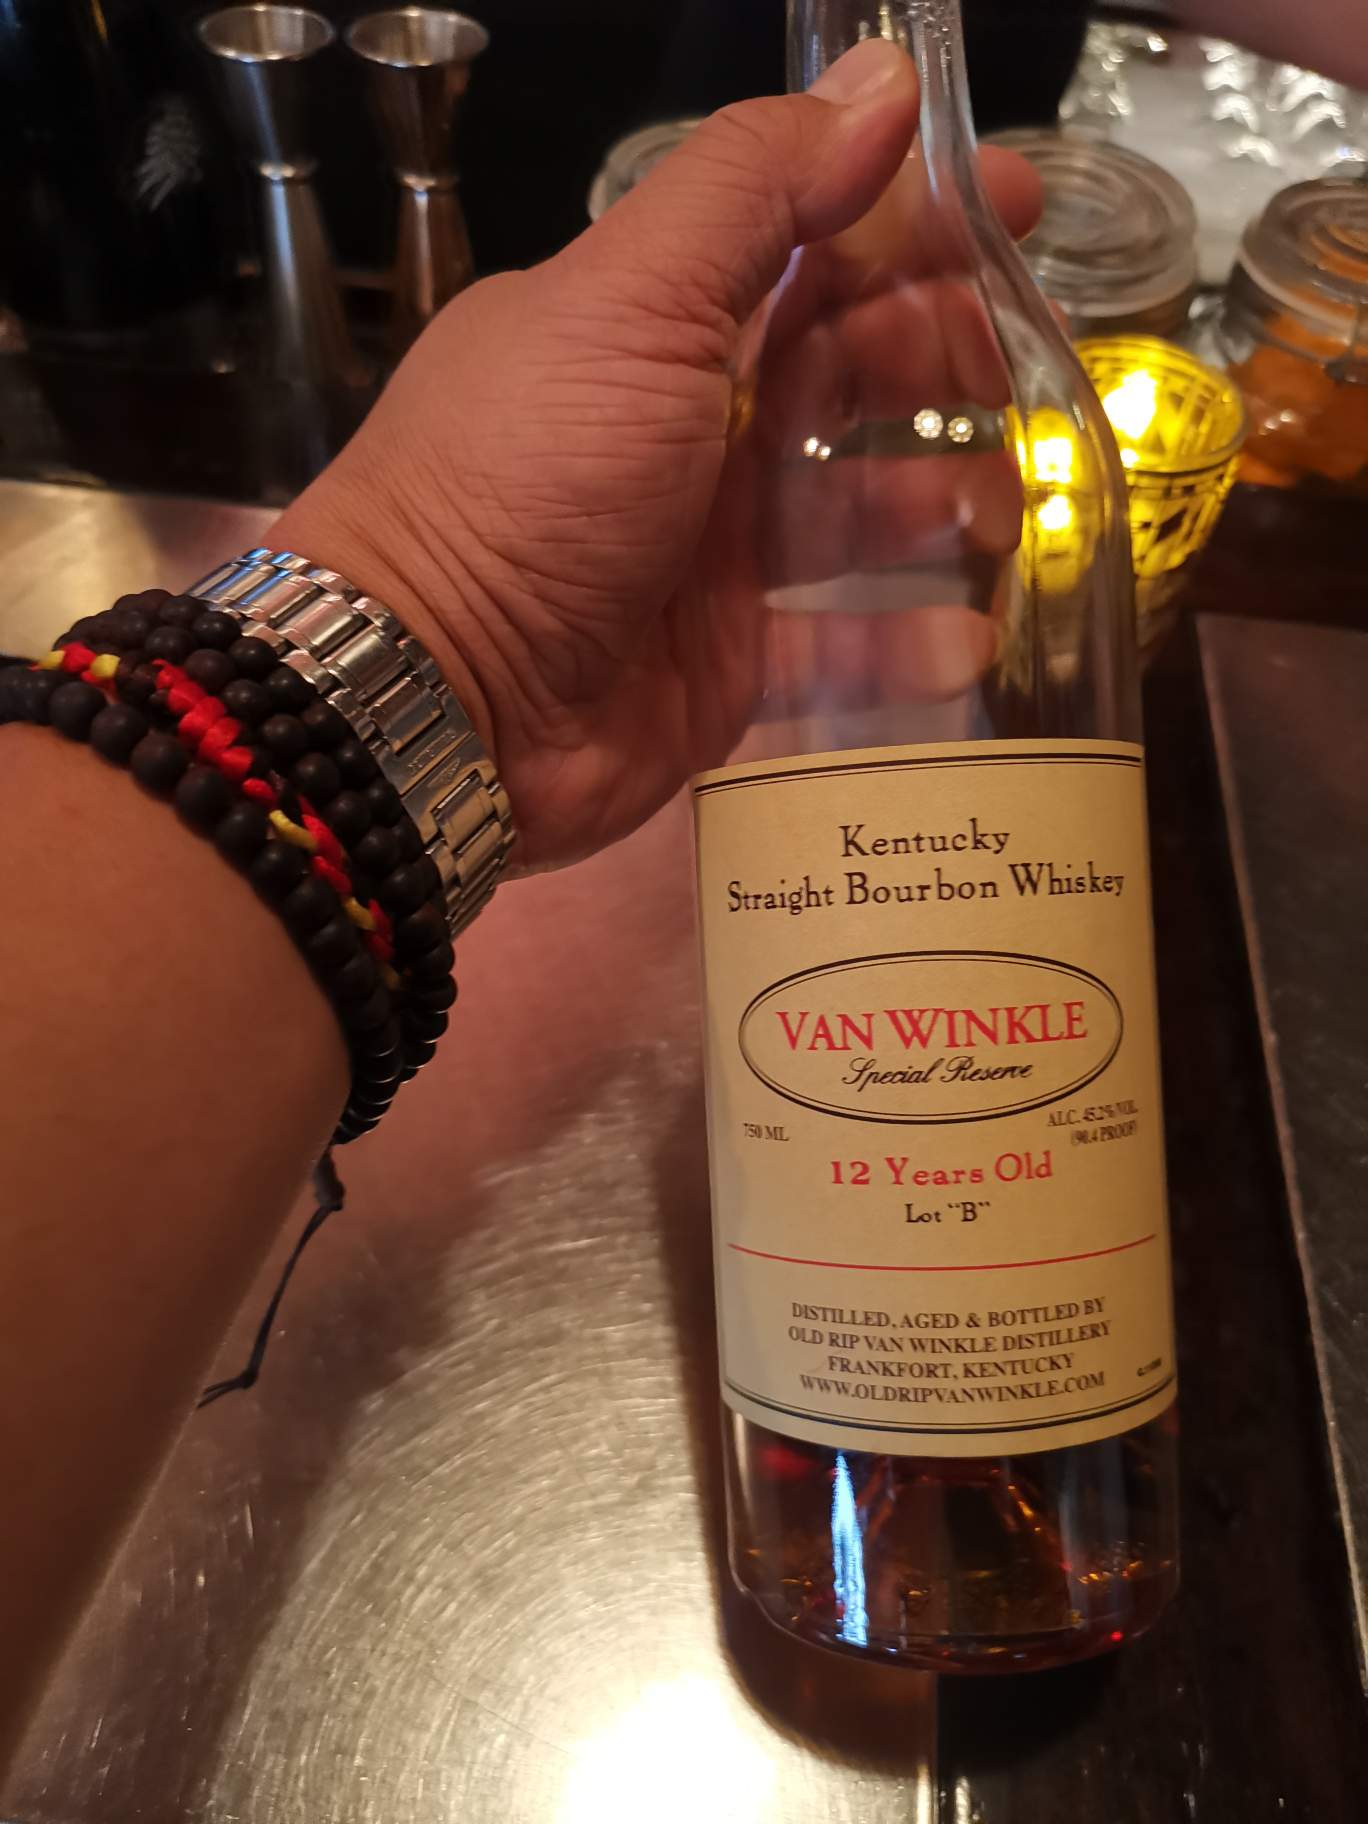 Kentucky
Straight Bourbon Whiskey
VAN WINKLE
Special Reserve
750 ML
ALC. 45.2% VOL.
(90.4 PROOF)
12 Years Old
Lot “B”
DISTILLED, AGED & BOTTLED BY
OLD RIP VAN WINKLE DISTILLERY
FRANKFORT, KENTUCKY
WWW.OLDRIPVANWINKLE.COM